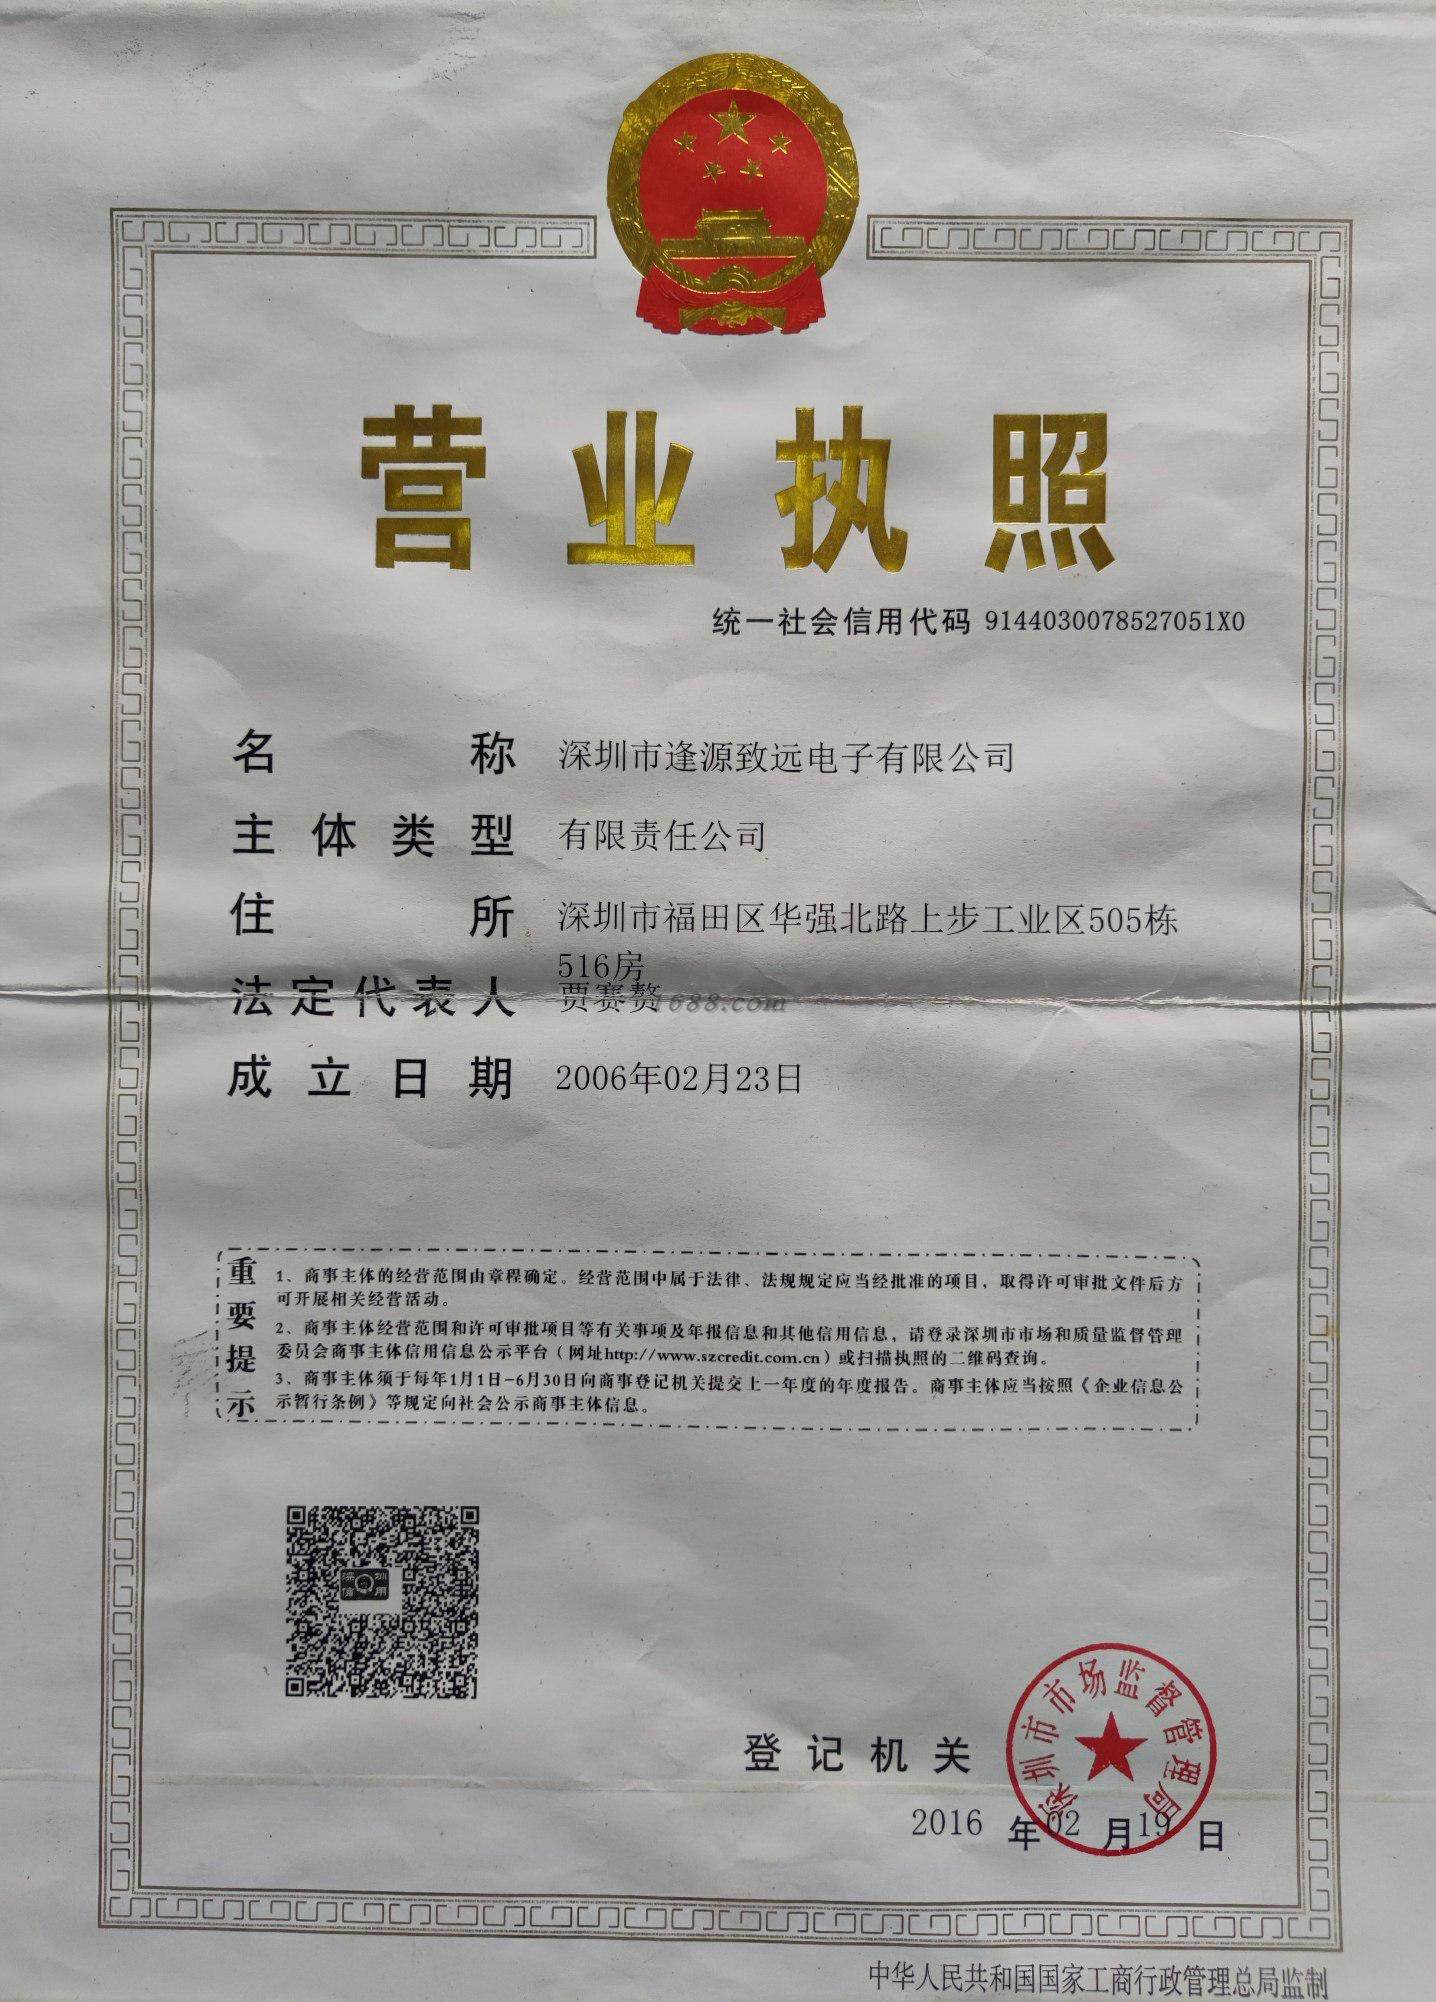 营业执照
统一社会信用代码 9144030078527051X0
名称 深圳市逢源致远电子有限公司
主体类型 有限责任公司
住所 深圳市福田区华强北路上步工业区505栋
516房
法定代表人 贾赛赘
1688.com
成立日期 2006年02月23日
重要提示
1、商事主体的经营范围由章程确定。经营范围中属于法律、法规规定应当经批准的项目，取得许可审批文件后方
可开展相关经营活动。
2、商事主体经营范围和许可审批项目等有关事项及年报信息和其他信用信息，请登录深圳市市场和质量监督管理
委员会商事主体信用信息公示平台（网址http://www.szcredit.com.cn）或扫描执照的二维码查询。
3、商事主体须于每年1月1日-6月30日向商事登记机关提交上一年度的年度报告。商事主体应当按照《企业信息公
示暂行条例》等规定向社会公示商事主体信息。
深圳
信用
登记机关
深圳市市场监督管理局
2016年02月19日
中华人民共和国国家工商行政管理总局监制